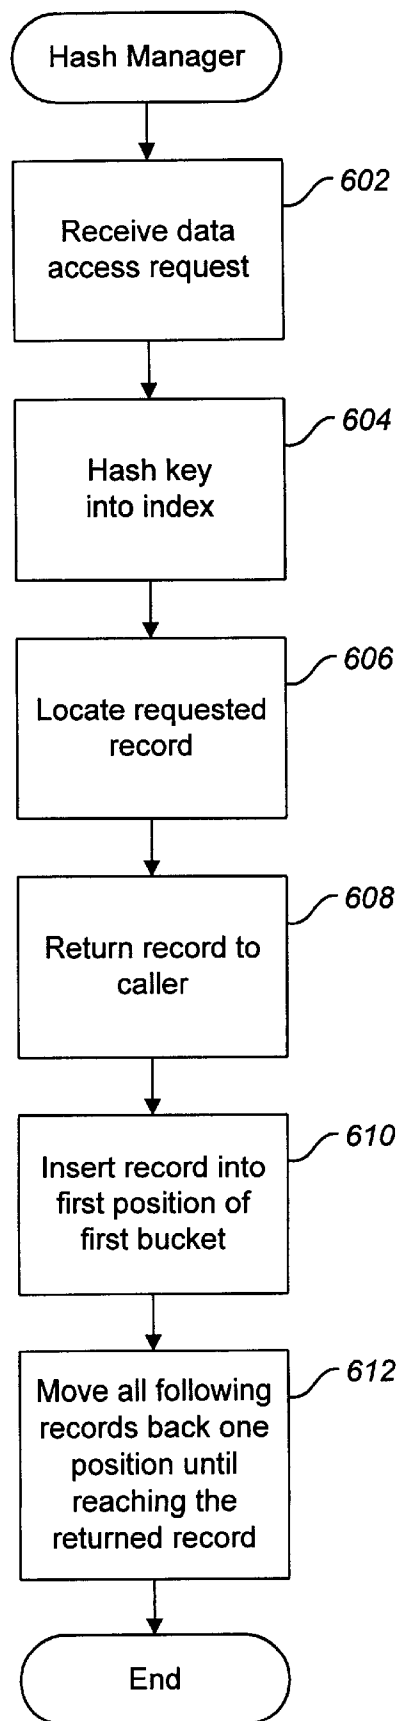 Hash Manager
602
Receive data
access request
604
Hash key
into index
606
Locate requested
record
608
Return record to
caller
610
Insert record into
first position of
first bucket
612
Move all following
records back one
position until
reaching the
returned record
End